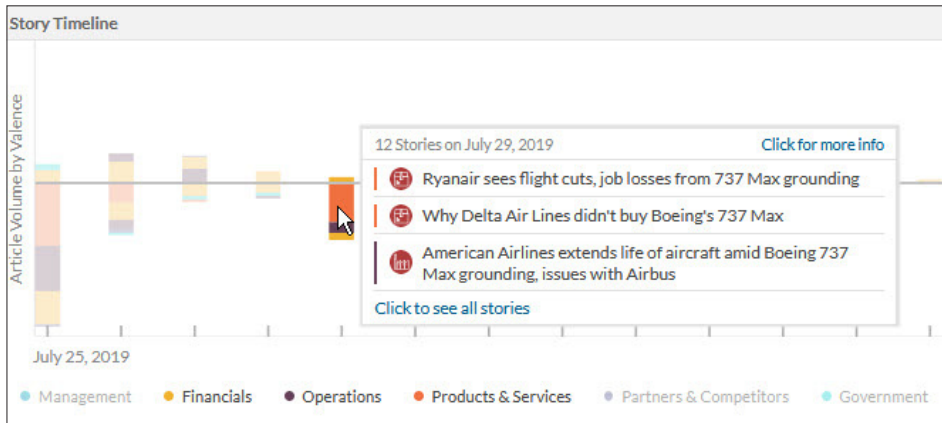 Story Timeline
Article Volume by Valence
12 Stories on July 29, 2019 Click for more info
Ryanair sees flight cuts, job losses from 737 Max grounding
Why Delta Air Lines didn't buy Boeing's 737 Max
American Airlines extends life of aircraft amid Boeing 737
Max grounding, issues with Airbus
Click to see all stories
July 25, 2019
Management Financials Operations Products & Services Partners & Competitors Government